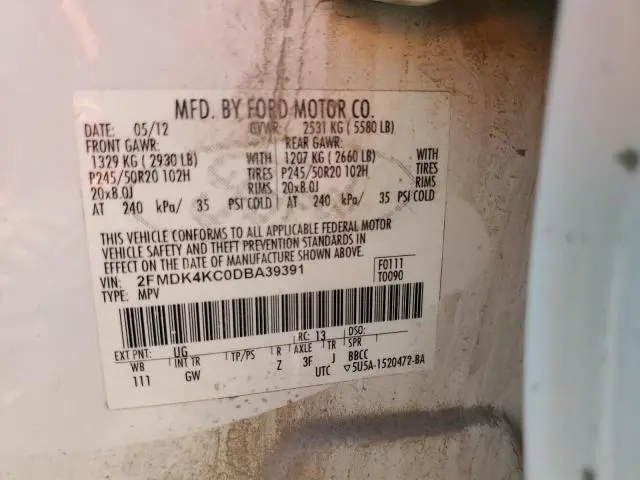 MFD. BY FORD MOTOR CO.
DATE: 05/12 GVWR: 2531 KG ( 5580 LB)
FRONT GAWR: REAR GAWR:
1329 KG ( 2930 LB) WITH 1207 KG ( 2660 LB) WITH
P245/50R20 102H TIRES P245/50R20 102H TIRES
20x8.0J RIMS 20x8.0J RIMS
AT 240 kPa/ 35 PSI COLD AT 240 kPa/ 35 PSI COLD
THIS VEHICLE CONFORMS TO ALL APPLICABLE FEDERAL MOTOR
VEHICLE SAFETY AND THEFT PREVENTION STANDARDS IN
EFFECT ON THE DATE OF MANUFACTURE SHOWN ABOVE.
VIN: 2FMDK4KC0DBA39391 F0111
TYPE: MPV T0090
EXT PNT: UG RC: 13 DSO:
WB INT TR TP/PS R AXLE TR SPR
111 GW Z 3F J BBCC
UTC ▽5U5A-1520472-BA